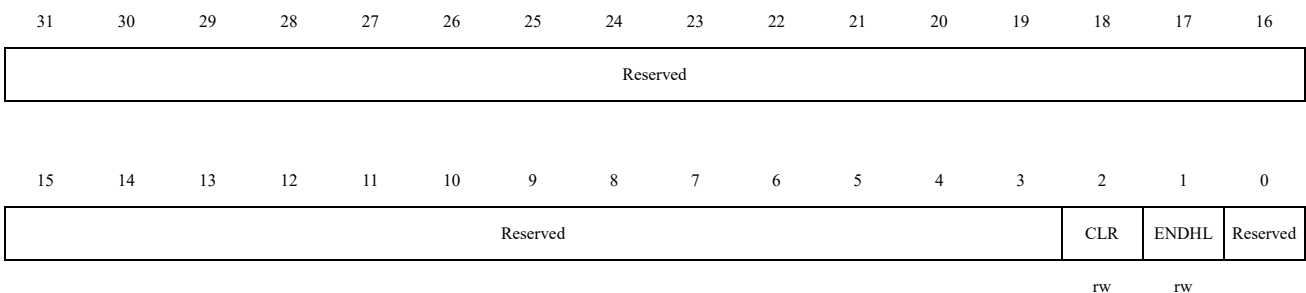 31 30 29 28 27 26 25 24 23 22 21 20 19 18 17 16
Reserved
15 14 13 12 11 10 9 8 7 6 5 4 3 2 1 0
Reserved CLR ENDHL Reserved
rw rw